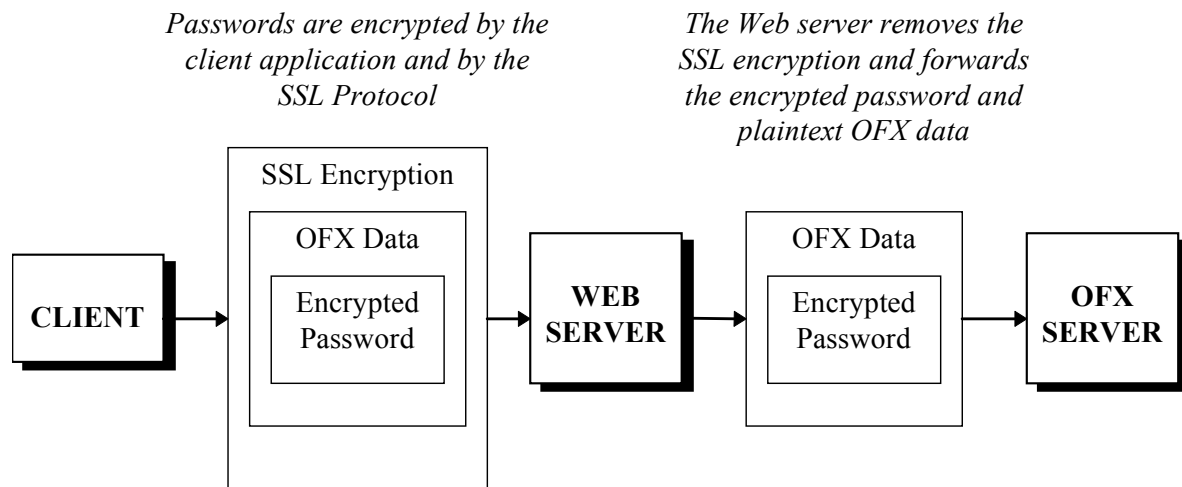 Passwords are encrypted by the
client application and by the
SSL Protocol
The Web server removes the
SSL encryption and forwards
the encrypted password and
plaintext OFX data
SSL Encryption
OFX Data
Encrypted
Password
CLIENT
WEB
SERVER
OFX Data
Encrypted
Password
OFX
SERVER